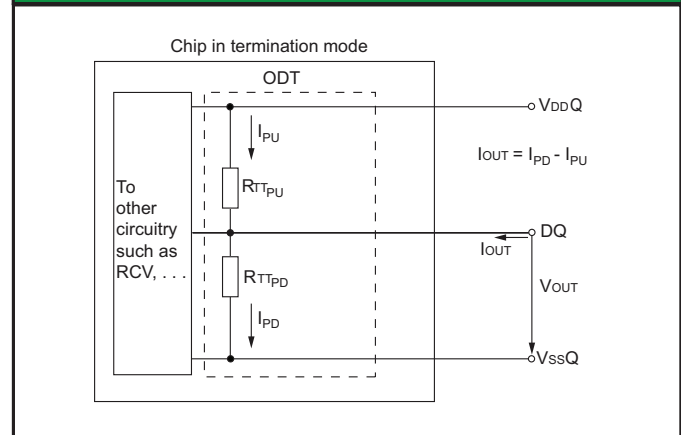 Chip in termination mode
ODT
VDDQ
IPU
IOUT = IPD - IPU
RTTPU
To
other
circuitry
such as
RCV, . . .
DQ
IOUT
RTTPD
VOUT
IPD
VssQ